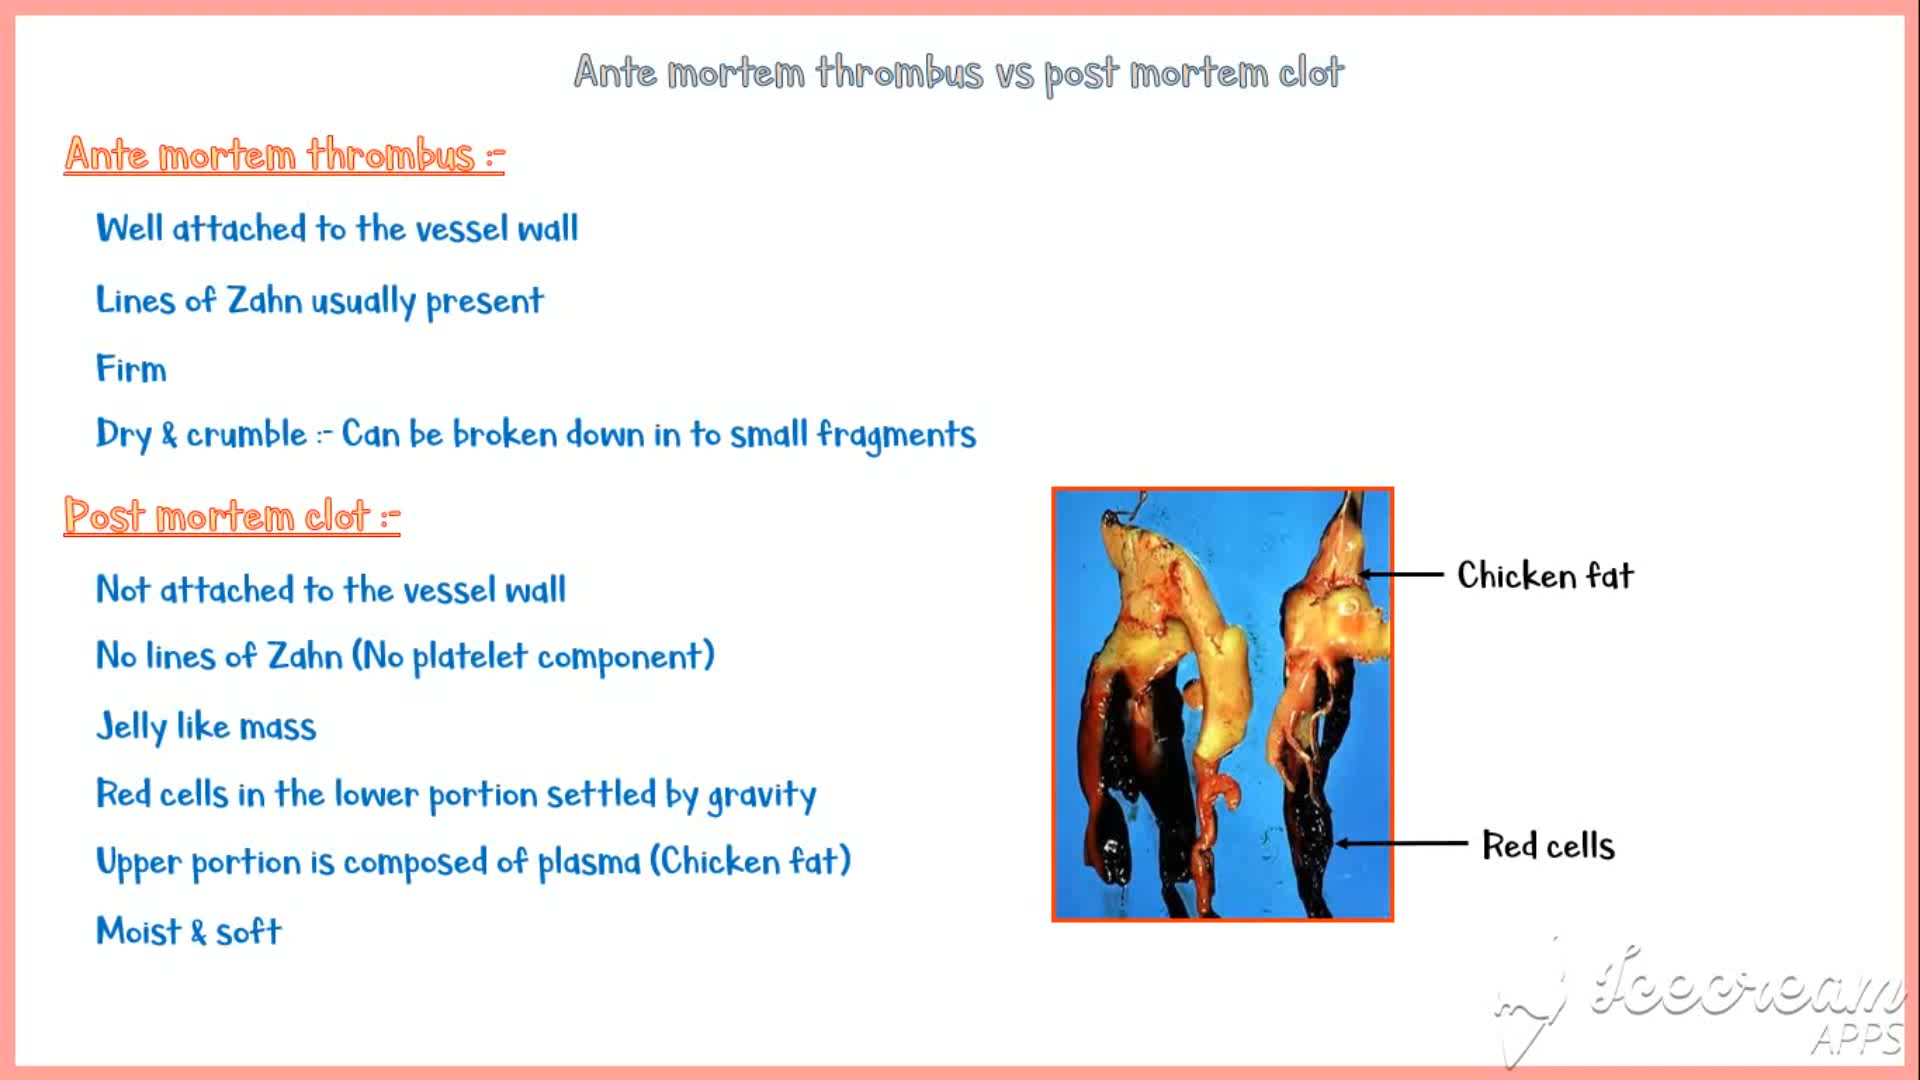 Ante mortem thrombus vs post mortem clot
Ante mortem thrombus :-
Well attached to the vessel wall
Lines of Zahn usually present
Firm
Dry & crumble :- Can be broken down in to small fragments
Post mortem clot :-
Not attached to the vessel wall
No lines of Zahn (No platelet component)
Jelly like mass
Red cells in the lower portion settled by gravity
Upper portion is composed of plasma (Chicken fat)
Moist & soft
Chicken fat
Red cells
Icecream
APPS